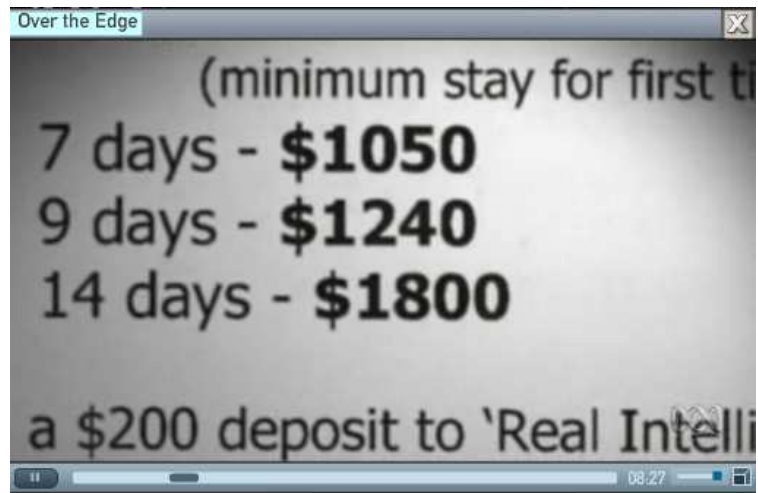 Over the Edge
(minimum stay for first ti
7 days - $1050
9 days - $1240
14 days - $1800
a $200 deposit to 'Real Intelli
08:27